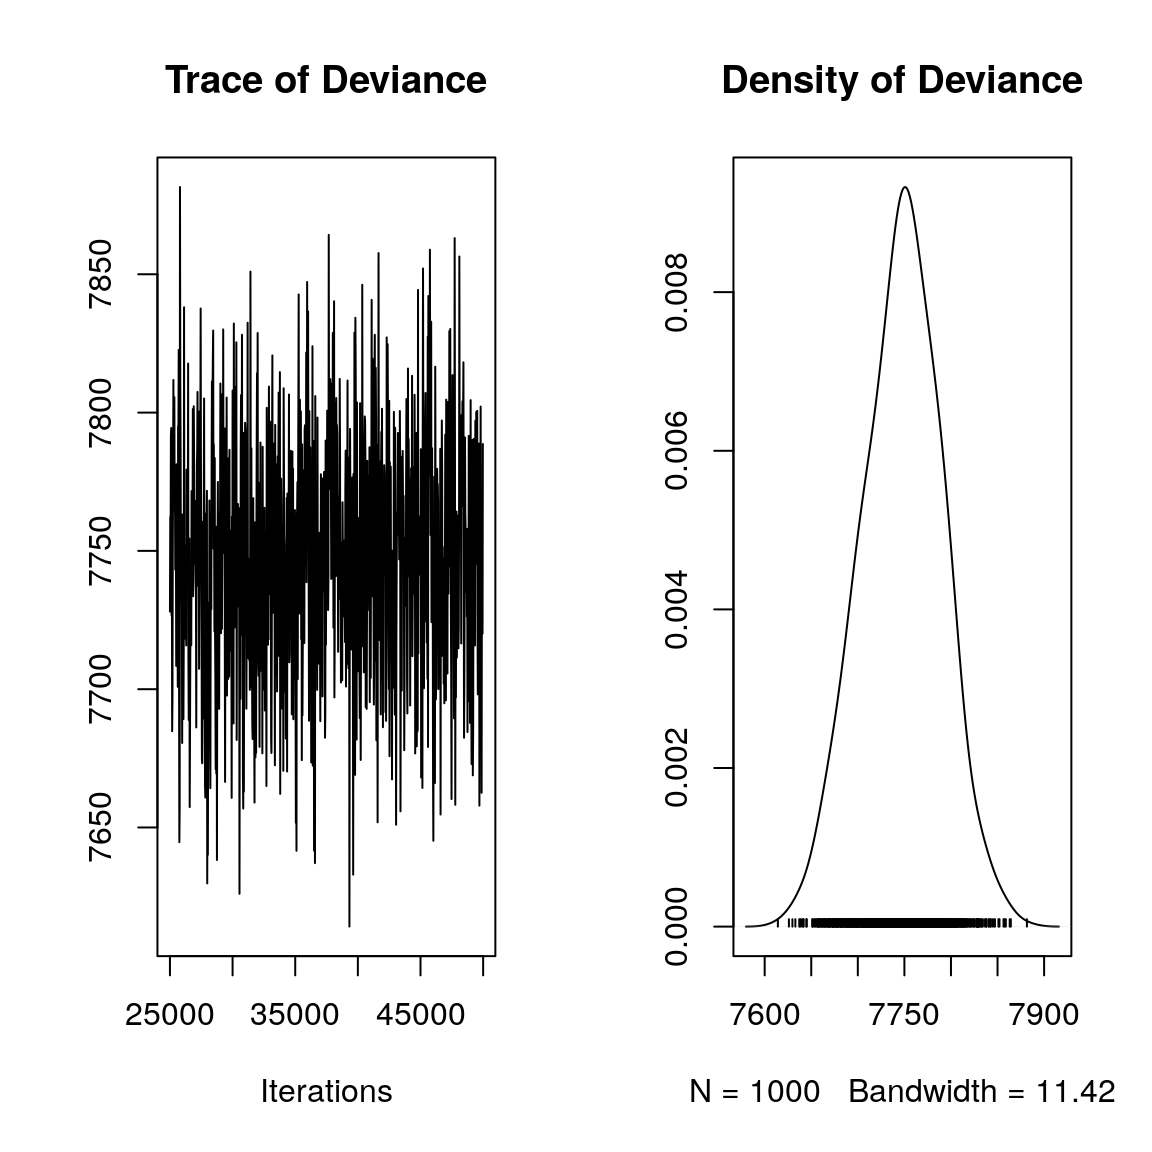 Trace of Deviance
7850
7800
7750
7700
7650
25000 35000 45000
Iterations
Density of Deviance
0.008
0.006
0.004
0.002
0.000
7600 7750 7900
N = 1000 Bandwidth = 11.42